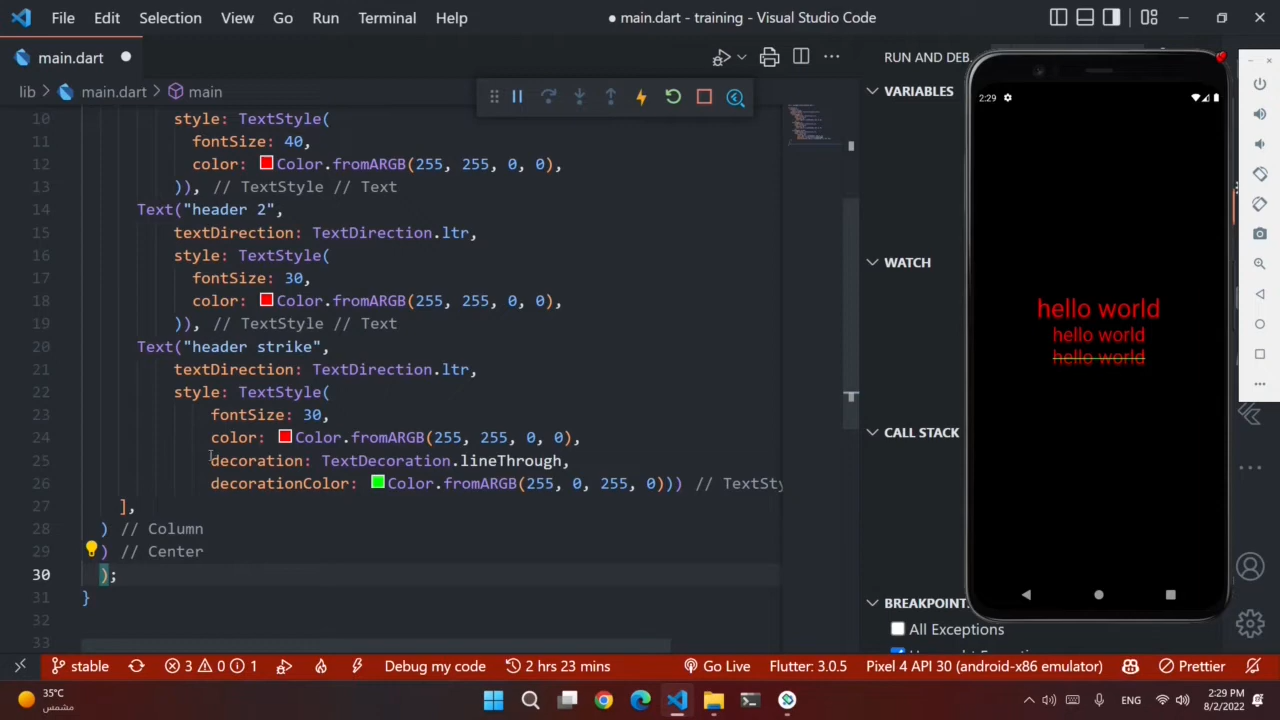 File Edit Selection View Go Run Terminal Help
● main.dart - training - Visual Studio Code
main.dart
RUN AND DEB
lib > main.dart > main
VARIABLES
10 style: TextStyle(
11 fontSize: 40,
12 color: Color.fromARGB(255, 255, 0, 0),
13 )), // TextStyle // Text
14 Text("header 2",
15 textDirection: TextDirection.ltr,
16 style: TextStyle(
17 fontSize: 30,
18 color: Color.fromARGB(255, 255, 0, 0),
19 )), // TextStyle // Text
20 Text("header strike",
21 textDirection: TextDirection.ltr,
22 style: TextStyle(
23 fontSize: 30,
24 color: Color.fromARGB(255, 255, 0, 0),
25 decoration: TextDecoration.lineThrough,
26 decorationColor: Color.fromARGB(255, 0, 255, 0))) // TextSty
27 ],
28 ) // Column
29 ) // Center
30 );
31 }
32
33
WATCH
CALL STACK
BREAKPOINT
All Exceptions
2:29
hello world
hello world
hello world
stable 3 0 1 Debug my code 2 hrs 23 mins Go Live Flutter: 3.0.5 Pixel 4 API 30 (android-x86 emulator) Prettier
35°C
مشمس
ENG
2:29 PM
8/2/2022